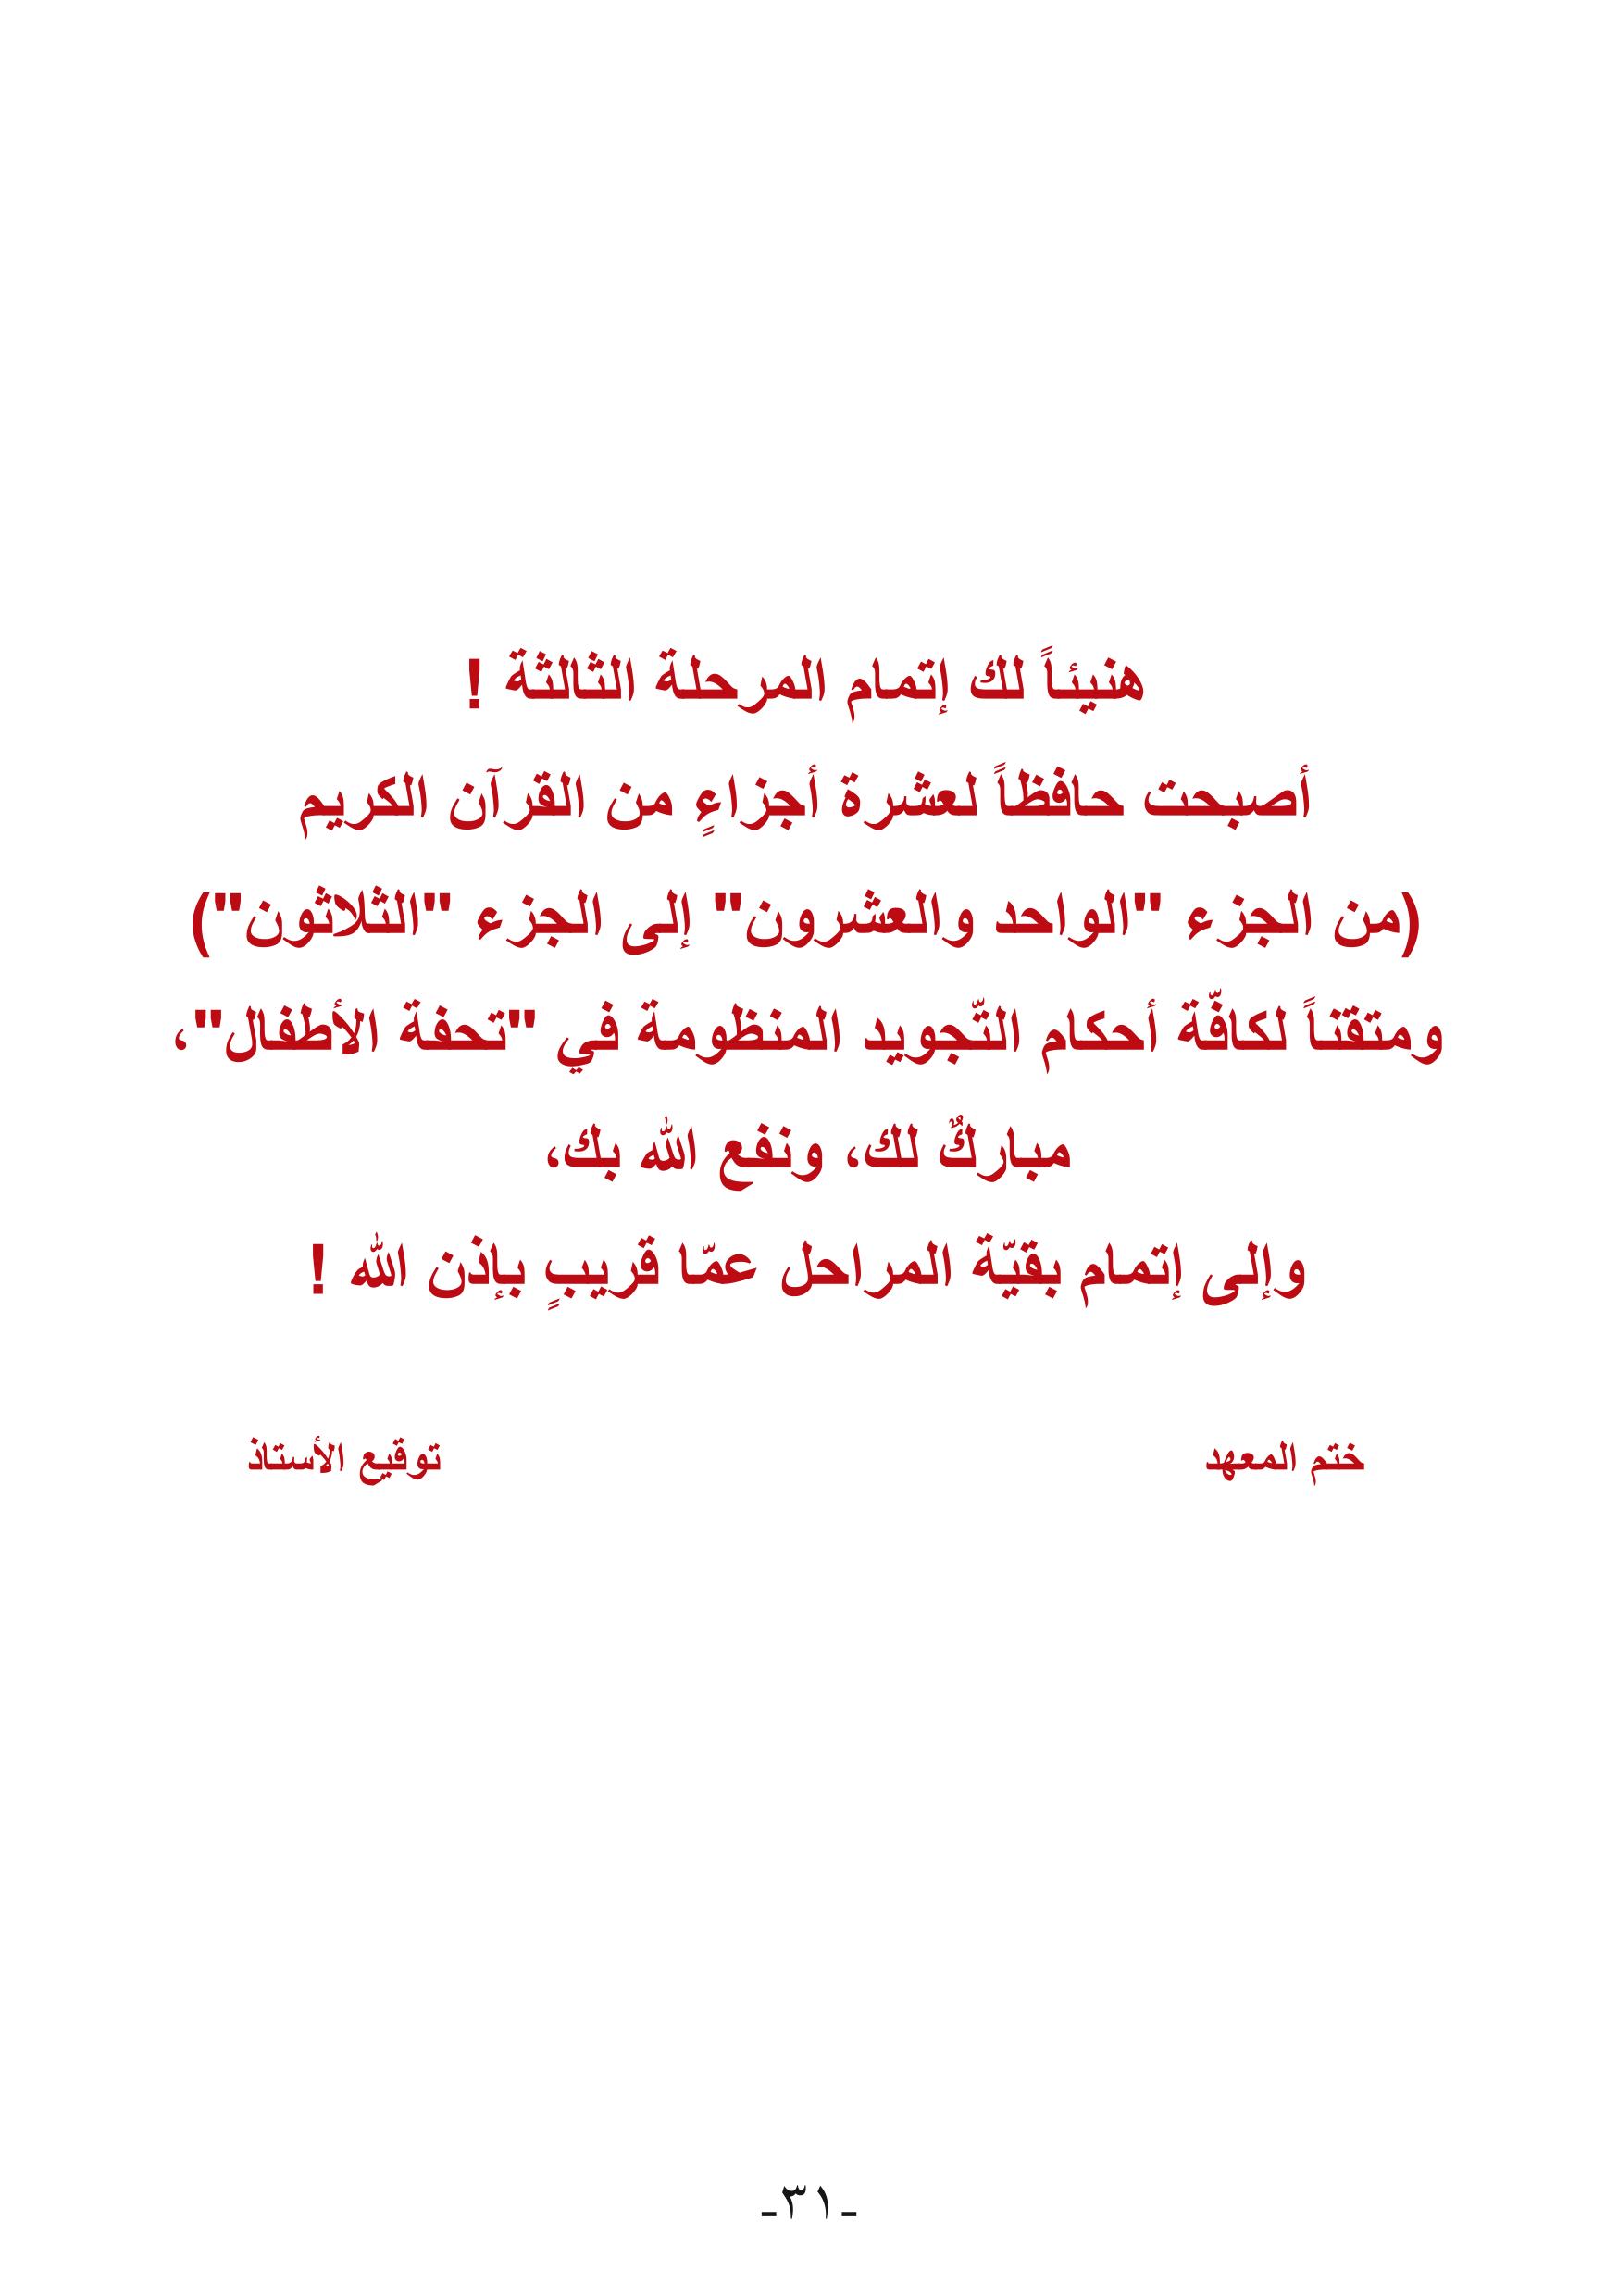 هنيئاً لك إتمام المرحلة الثالثة !
أصبحت حافظاً لعشرة أجزاءٍ من القرآن الكريم
(من الجزء "الواحد والعشرون" إلى الجزء "الثلاثون")
ومتقناً لكافّة أحكام التّجويد المنظومة في "تحفة الأطفال"،
مباركٌ لك، ونفع الله بك،
وإلى إتمام بقيّة المراحل عمّا قريبٍ بإذن الله !
ختم المعهد توقيع الأستاذ
-٣١-